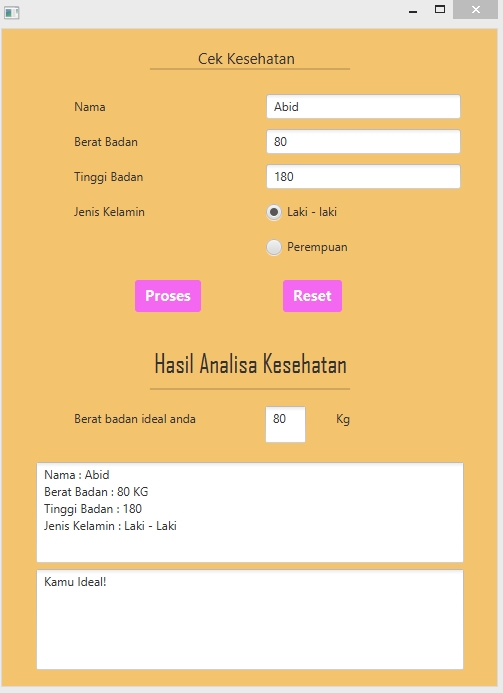 Cek Kesehatan
Nama Abid
Berat Badan 80
Tinggi Badan 180
Jenis Kelamin Laki - laki
Perempuan
Proses Reset
Hasil Analisa Kesehatan
Berat badan ideal anda 80 Kg
Nama : Abid
Berat Badan : 80 KG
Tinggi Badan : 180
Jenis Kelamin : Laki - Laki
Kamu Ideal!